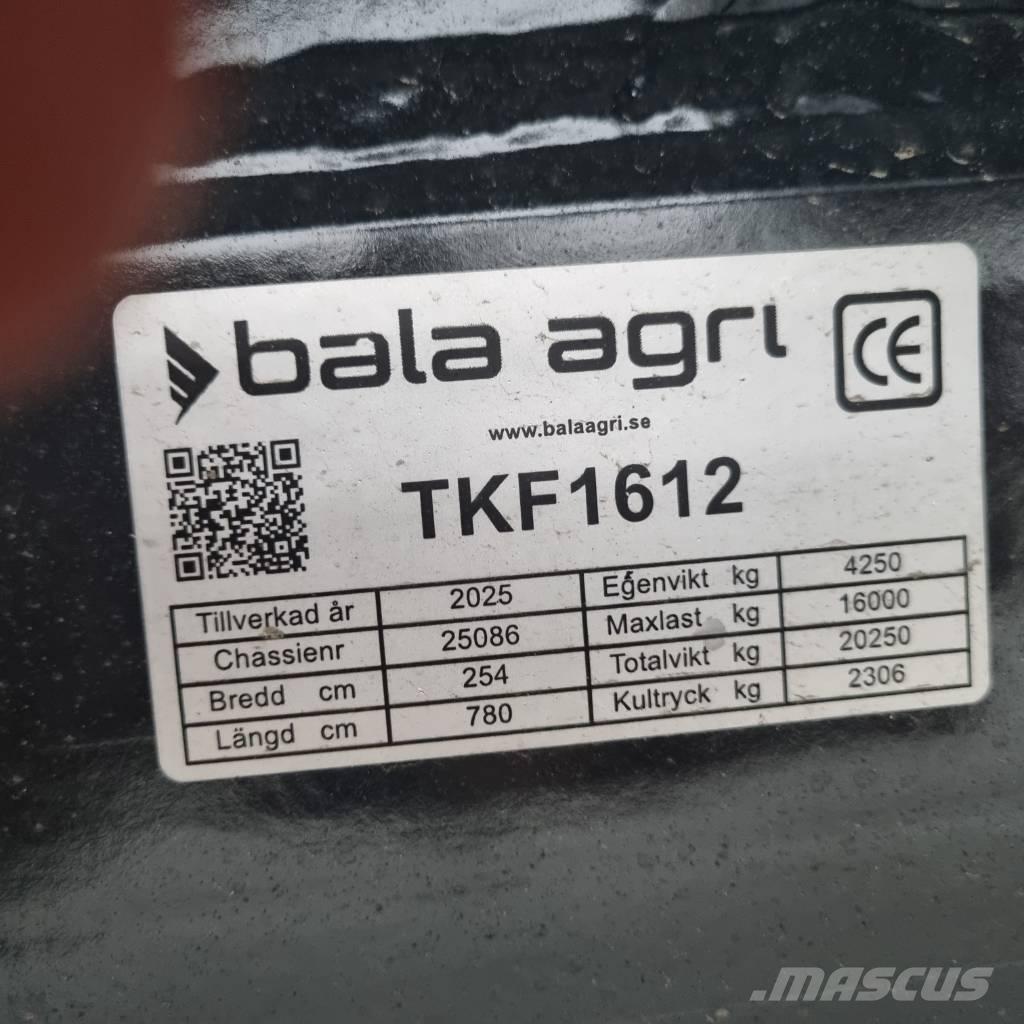 bala agri
CE
www.balaagri.se
TKF1612
Tillverkad år 2025 Egenvikt kg 4250
Chassienr 25086 Maxlast kg 16000
Bredd cm 254 Totalvikt kg 20250
Längd cm 780 Kultryck kg 2306
.MASCUS